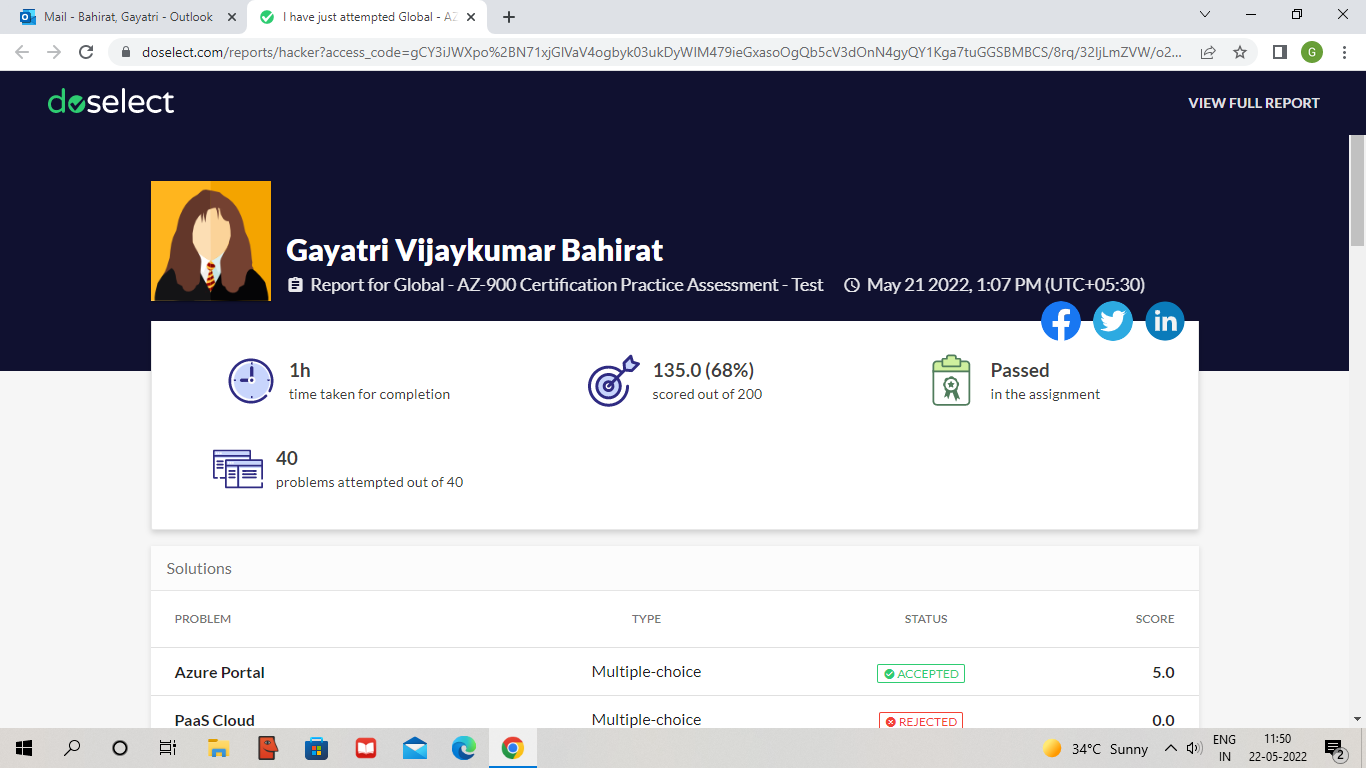 Mail - Bahirat, Gayatri - Outlook
I have just attempted Global - AZ
doselect.com/reports/hacker?access_code=gCY3iJWXpo%2BN71xjGIVaV4ogbyk03ukDyWIM479ieGxasoOgQb5cV3dOnN4gyQY1Kga7tuGGSBMBCS/8rq/32IjLmZVW/o2...
G
doselect
VIEW FULL REPORT
Gayatri Vijaykumar Bahirat
Report for Global - AZ-900 Certification Practice Assessment - Test
May 21 2022, 1:07 PM (UTC+05:30)
1h
time taken for completion
135.0 (68%)
scored out of 200
Passed
in the assignment
40
problems attempted out of 40
Solutions
PROBLEM TYPE STATUS SCORE
Azure Portal Multiple-choice ACCEPTED 5.0
PaaS Cloud Multiple-choice REJECTED 0.0
34°C Sunny
ENG
IN
11:50
22-05-2022
2